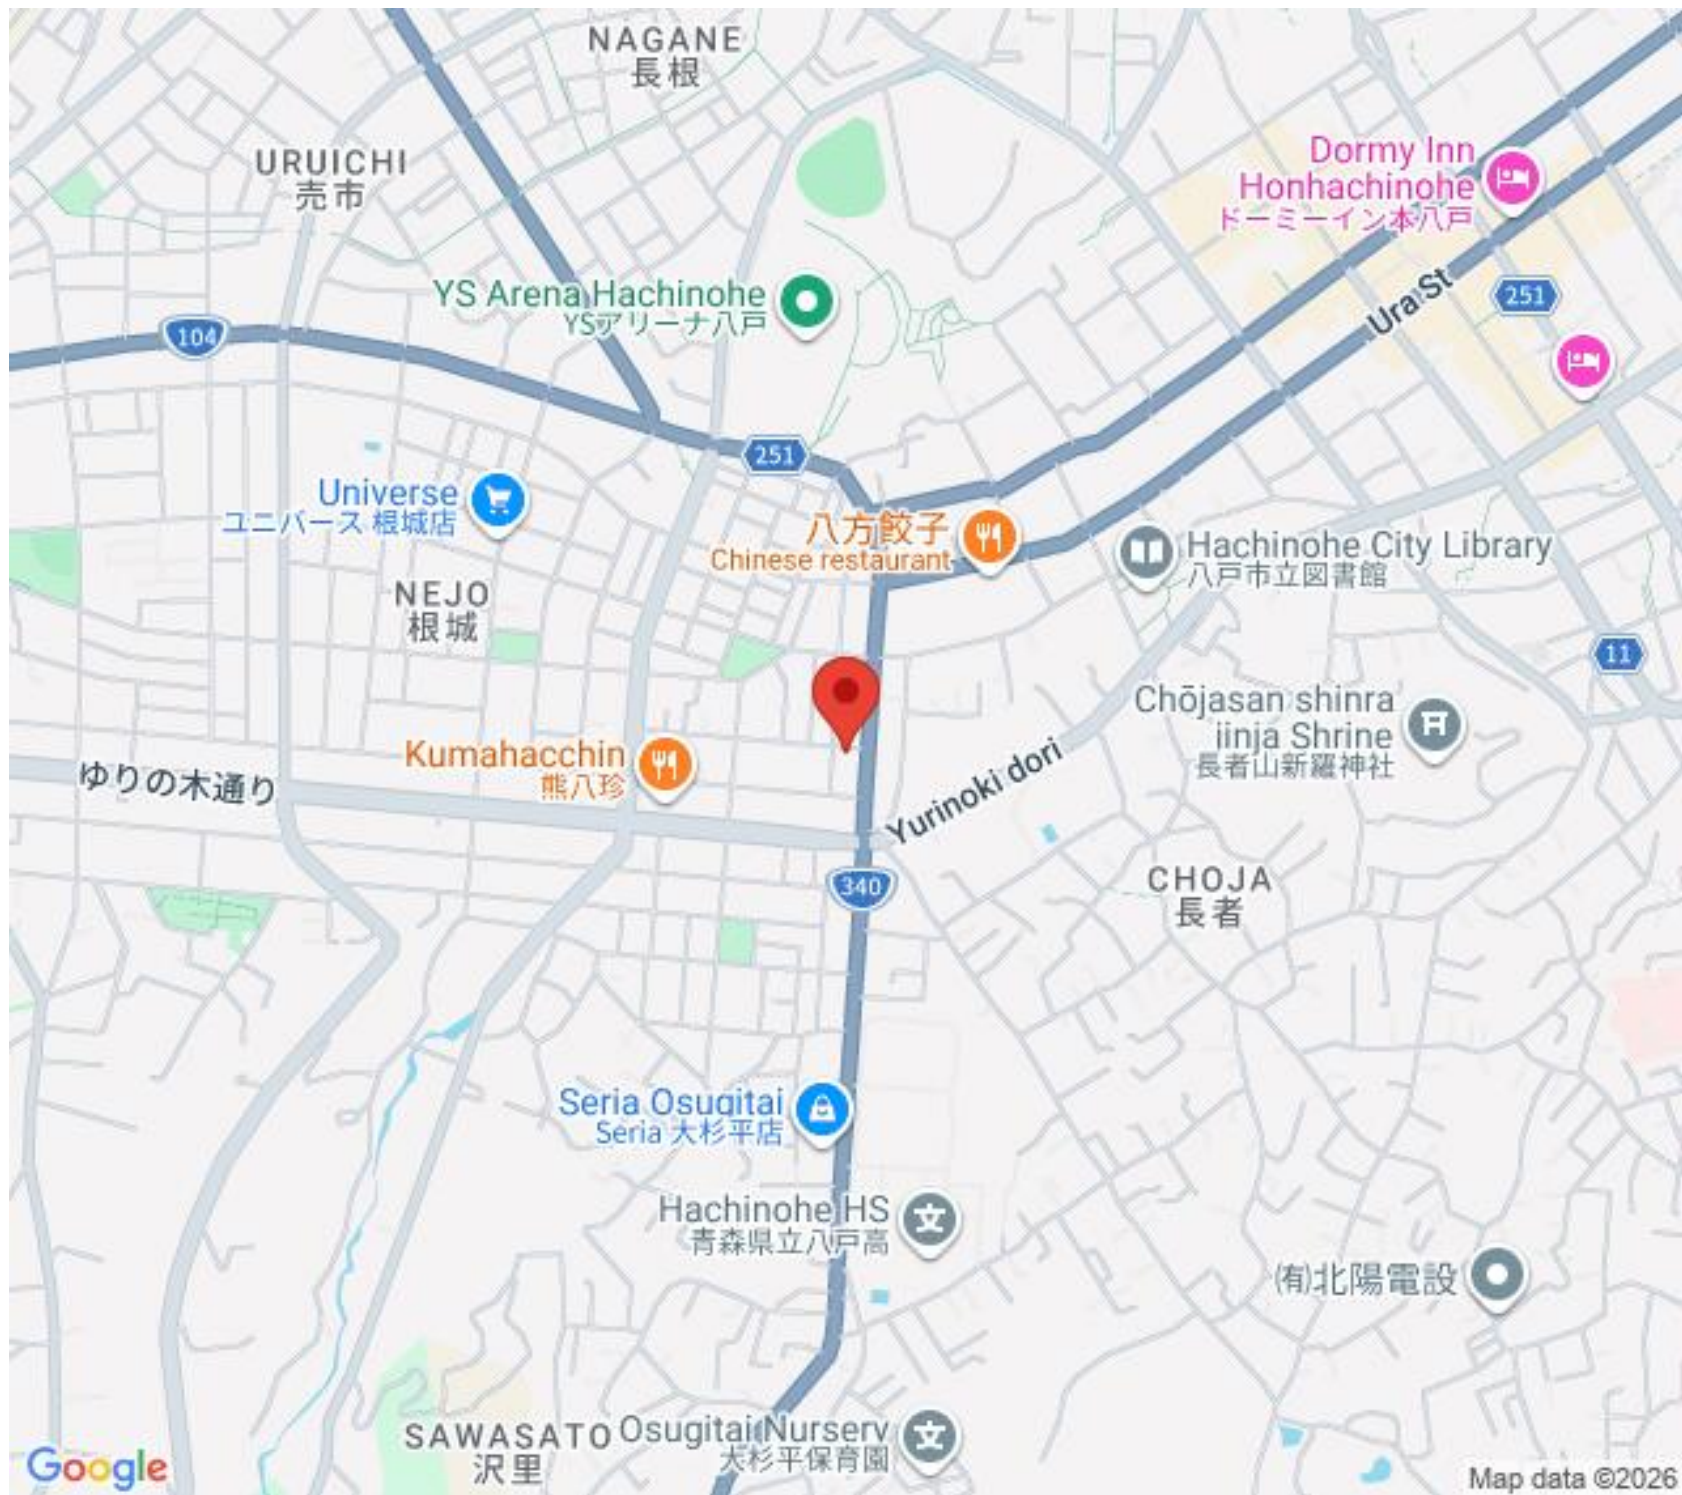 NAGANE
長根
URUICHI
売市
Dormy Inn
Honhachinohe
ドーミーイン本八戸
YS Arena Hachinohe
YSアリーナ八戸
251
Ura St
104
251
Universe
ユニバース 根城店
八方餃子
Chinese restaurant
Hachinohe City Library
八戸市立図書館
NEJO
根城
11
Chōjasan shinra
jinja Shrine
長者山新羅神社
Kumahacchin
熊八珍
ゆりの木通り
Yurinoki dori
340
CHOJA
長者
Seria Osugitai
Seria 大杉平店
Hachinohe HS
青森県立八戸高
㈲北陽電設
SAWASATO
沢里
Osugitai Nursery
大杉平保育園
Google
Map data ©2026